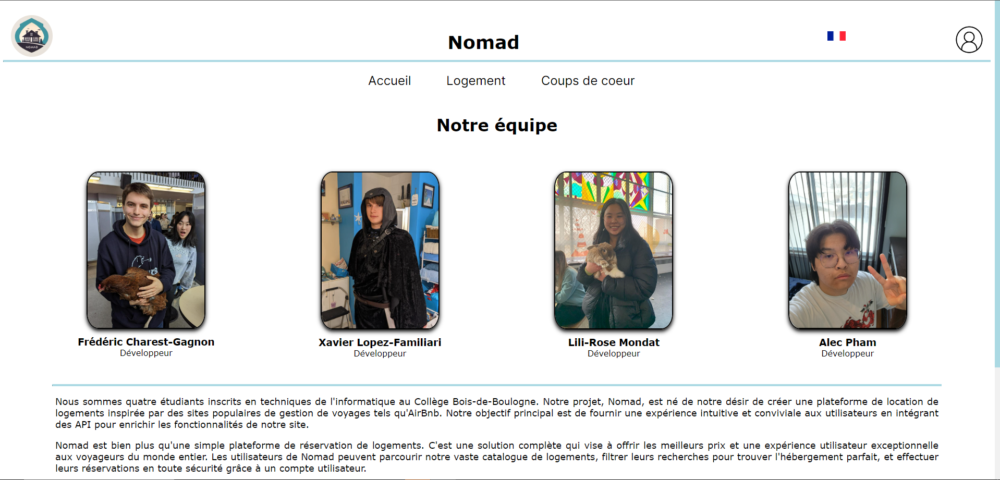 NOMAD
Nomad
Accueil
Logement
Coups de coeur
Notre équipe
Frédéric Charest-Gagnon
Développeur
Xavier Lopez-Familiari
Développeur
Lili-Rose Mondat
Développeur
Alec Pham
Développeur
Nous sommes quatre étudiants inscrits en techniques de l'informatique au Collège Bois-de-Boulogne. Notre projet, Nomad, est né de notre désir de créer une plateforme de location de
logements inspirée par des sites populaires de gestion de voyages tels qu'AirBnb. Notre objectif principal est de fournir une expérience intuitive et conviviale aux utilisateurs en intégrant
des API pour enrichir les fonctionnalités de notre site.
Nomad est bien plus qu'une simple plateforme de réservation de logements. C'est une solution complète qui vise à offrir les meilleurs prix et une expérience utilisateur exceptionnelle
aux voyageurs du monde entier. Les utilisateurs de Nomad peuvent parcourir notre vaste catalogue de logements, filtrer leurs recherches pour trouver l'hébergement parfait, et effectuer
leurs réservations en toute sécurité grâce à un compte utilisateur.